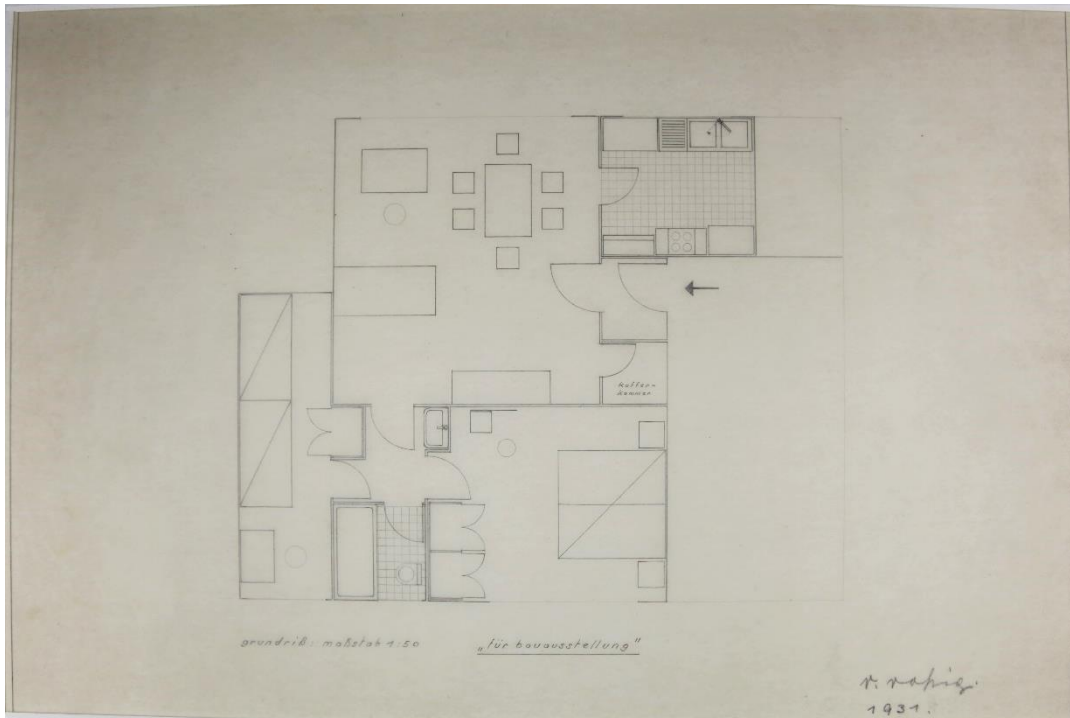 koffer-
kammer
grundriß: maßstab 1:50
„für bauausstellung"
1931.